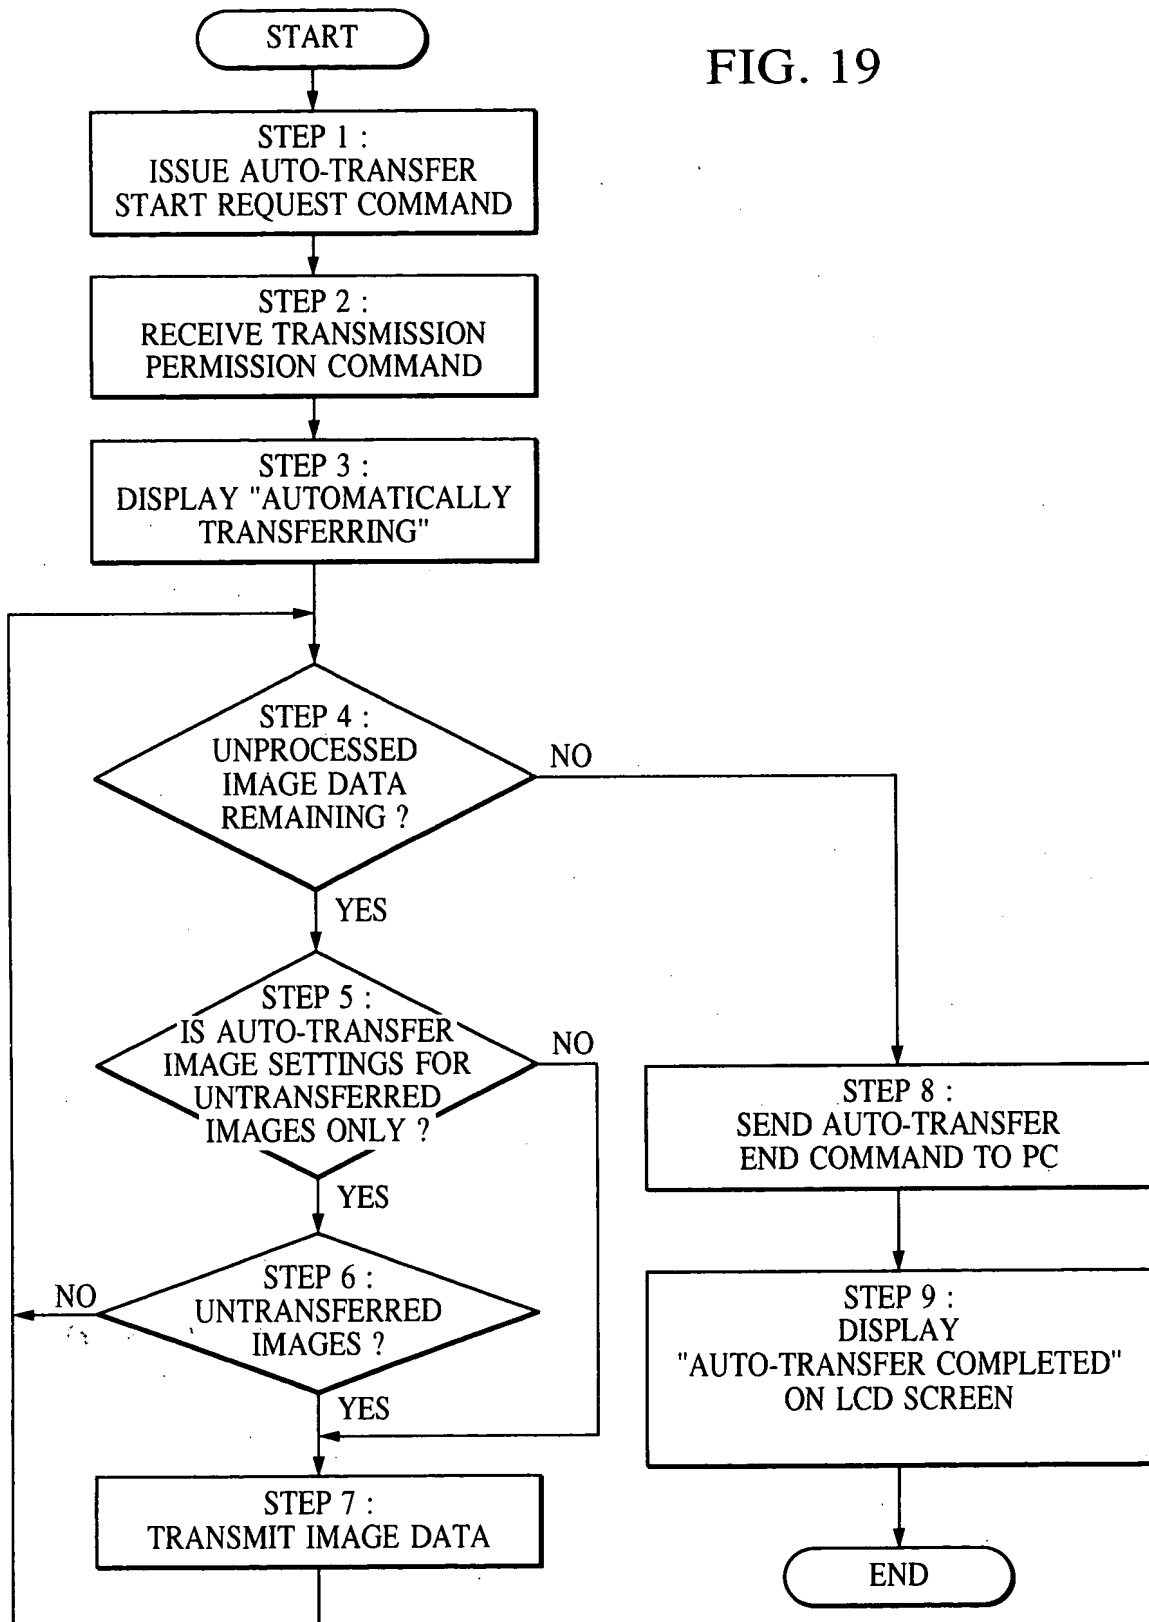 START
FIG. 19
STEP 1 :
ISSUE AUTO-TRANSFER
START REQUEST COMMAND
STEP 2 :
RECEIVE TRANSMISSION
PERMISSION COMMAND
STEP 3 :
DISPLAY "AUTOMATICALLY
TRANSFERRING"
STEP 4 :
UNPROCESSED
IMAGE DATA
REMAINING ?
NO
YES
STEP 5 :
IS AUTO-TRANSFER
IMAGE SETTINGS FOR
UNTRANSFERRED
IMAGES ONLY ?
NO
YES
STEP 6 :
UNTRANSFERRED
IMAGES ?
NO
YES
STEP 7 :
TRANSMIT IMAGE DATA
STEP 8 :
SEND AUTO-TRANSFER
END COMMAND TO PC
STEP 9 :
DISPLAY
"AUTO-TRANSFER COMPLETED"
ON LCD SCREEN
END